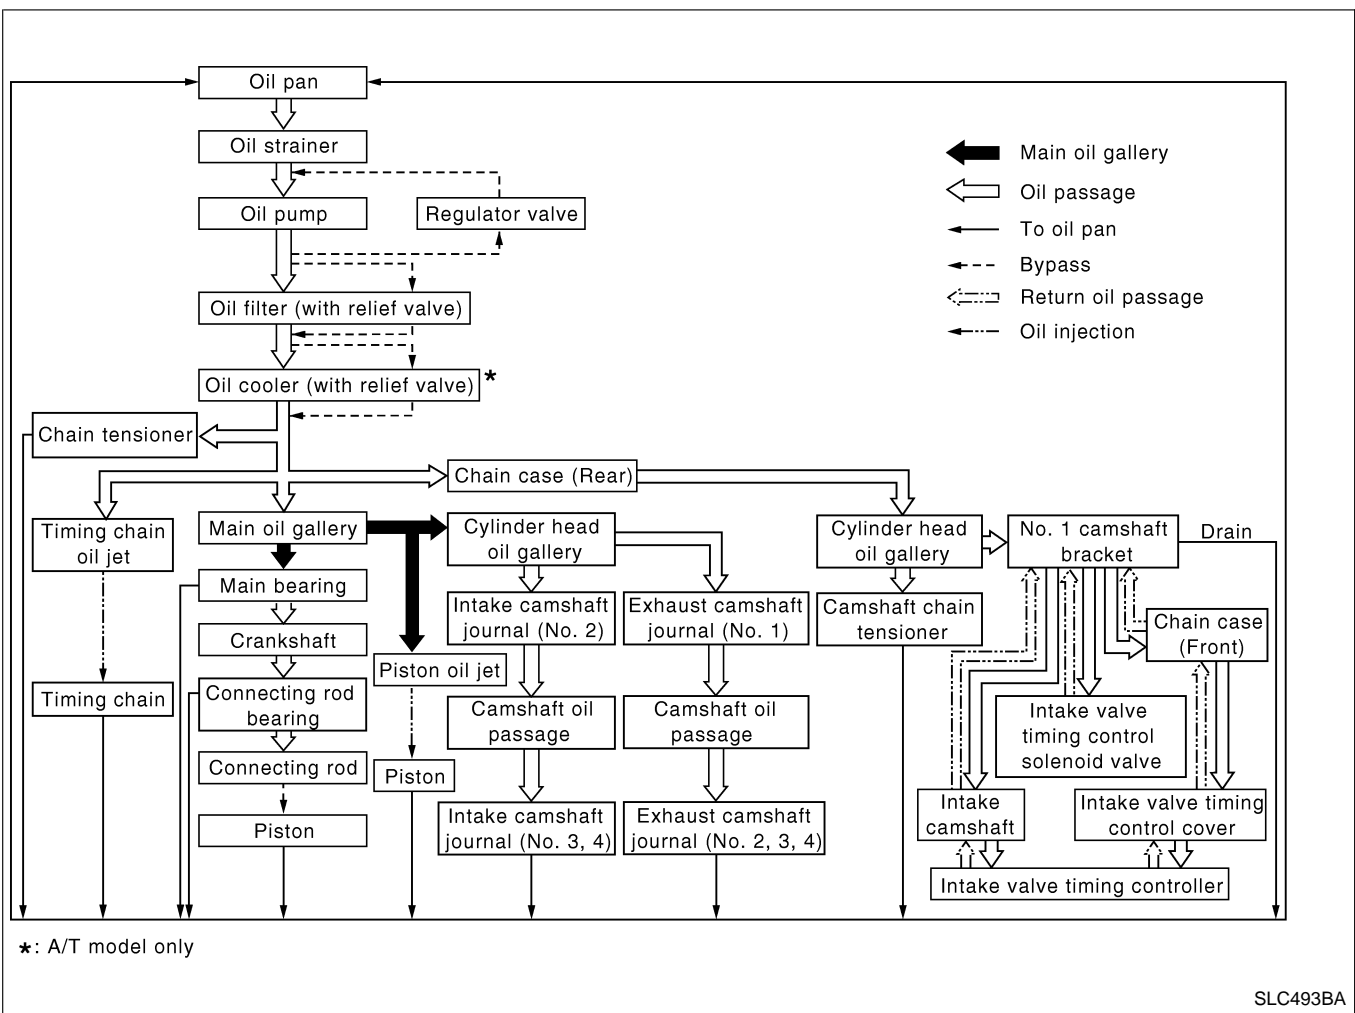 Oil pan
Oil strainer
Oil pump
Regulator valve
Oil filter (with relief valve)
Oil cooler (with relief valve) *
Main oil gallery
Oil passage
To oil pan
Bypass
Return oil passage
Oil injection
Chain tensioner
Chain case (Rear)
Timing chain
oil jet
Main oil gallery
Cylinder head
oil gallery
Cylinder head
oil gallery
No. 1 camshaft
bracket
Drain
Main bearing
Intake camshaft
journal (No. 2)
Exhaust camshaft
journal (No. 1)
Camshaft chain
tensioner
Chain case
(Front)
Crankshaft
Piston oil jet
Timing chain
Connecting rod
bearing
Camshaft oil
passage
Camshaft oil
passage
Intake valve
timing control
solenoid valve
Connecting rod
Piston
Piston
Intake camshaft
journal (No. 3, 4)
Exhaust camshaft
journal (No. 2, 3, 4)
Intake
camshaft
Intake valve timing
control cover
Intake valve timing controller
*: A/T model only
SLC493BA